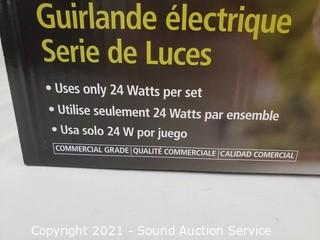 Guirlande électrique
Serie de Luces
• Uses only 24 Watts per set
• Utilise seulement 24 Watts par ensemble
• Usa solo 24 W por juego
COMMERCIAL GRADE | QUALITÉ COMMERCIALE | CALIDAD COMERCIAL
Copyright 2021 - Sound Auction Service